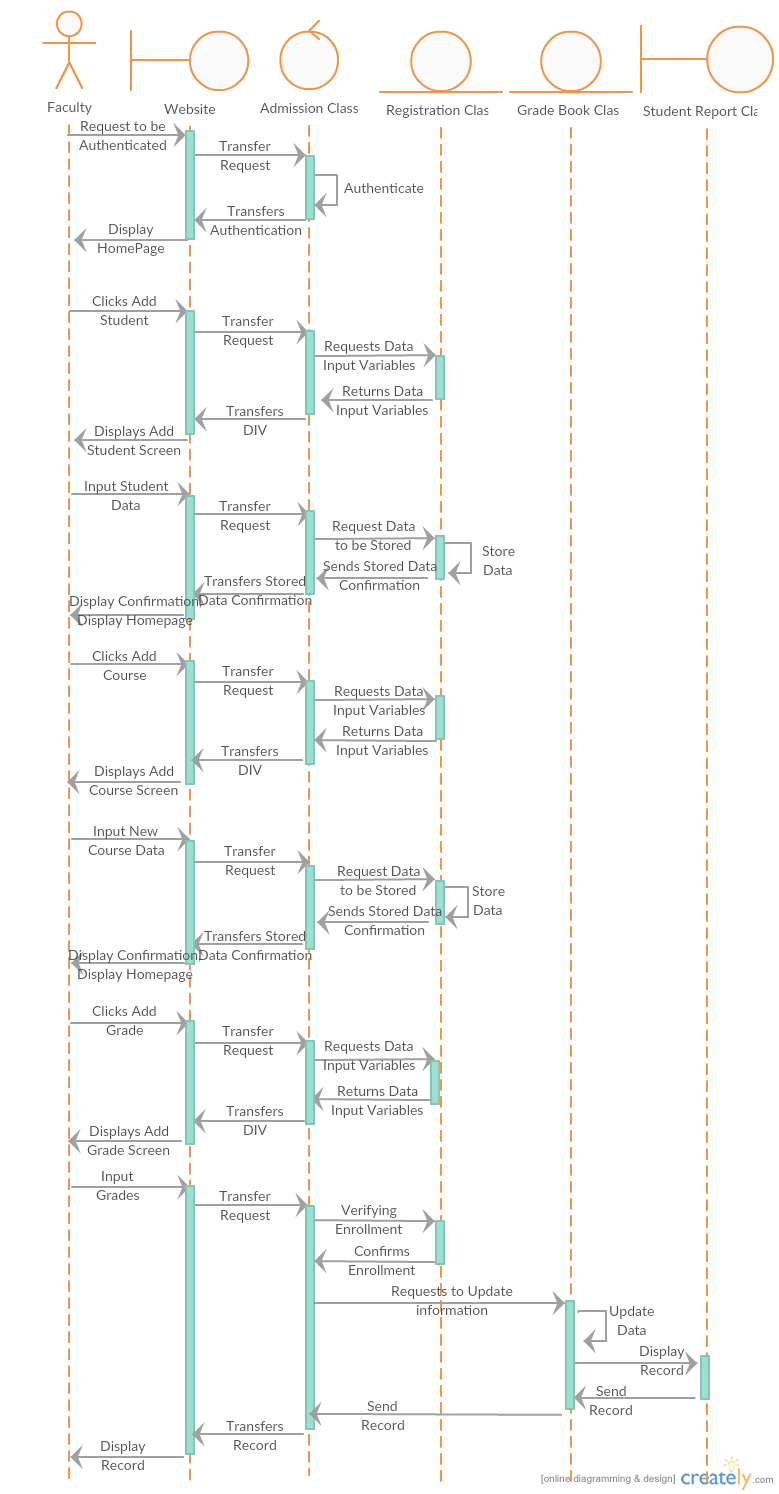 Faculty
Website
Admission Class
Registration Clas
Grade Book Clas
Student Report Cla
Request to be
Authenticated
Transfer
Request
Authenticate
Transfers
Authentication
Display
HomePage
Clicks Add
Student
Transfer
Request
Requests Data
Input Variables
Returns Data
Input Variables
Transfers
DIV
Displays Add
Student Screen
Input Student
Data
Transfer
Request
Request Data
to be Stored
Store
Data
Sends Stored Data
Confirmation
Transfers Stored
Data Confirmation
Display Confirmation,
Display Homepage
Clicks Add
Course
Transfer
Request
Requests Data
Input Variables
Returns Data
Input Variables
Transfers
DIV
Displays Add
Course Screen
Input New
Course Data
Transfer
Request
Request Data
to be Stored
Store
Data
Sends Stored Data
Confirmation
Transfers Stored
Data Confirmation
Display Confirmation,
Display Homepage
Clicks Add
Grade
Transfer
Request
Requests Data
Input Variables
Returns Data
Input Variables
Transfers
DIV
Displays Add
Grade Screen
Input
Grades
Transfer
Request
Verifying
Enrollment
Confirms
Enrollment
Requests to Update
information
Update
Data
Display
Record
Send
Record
Send
Record
Transfers
Record
Display
Record
[online diagramming & design] creately.com